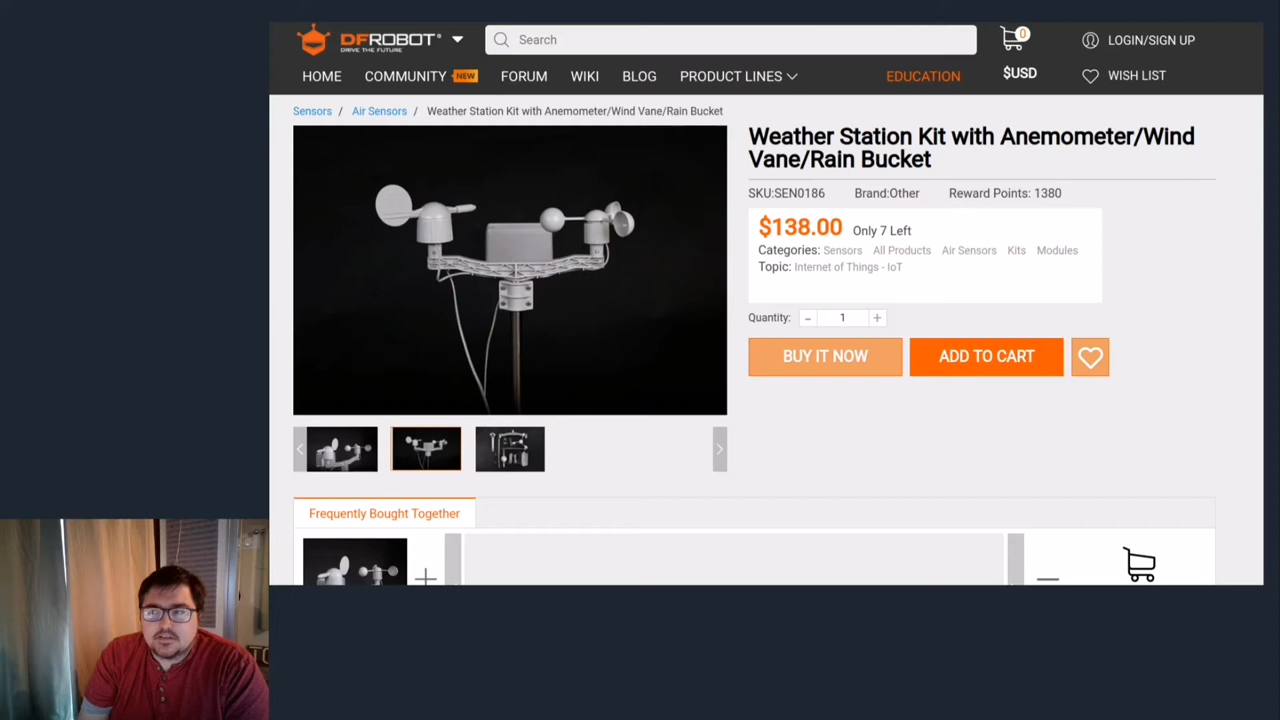 DFROBOT
DRIVE THE FUTURE
Search
0
LOGIN/SIGN UP
HOME
COMMUNITY NEW
FORUM
WIKI
BLOG
PRODUCT LINES
EDUCATION
$USD
WISH LIST
Sensors / Air Sensors / Weather Station Kit with Anemometer/Wind Vane/Rain Bucket
Weather Station Kit with Anemometer/Wind
Vane/Rain Bucket
SKU:SEN0186 Brand:Other Reward Points: 1380
$138.00 Only 7 Left
Categories: Sensors All Products Air Sensors Kits Modules
Topic: Internet of Things - IoT
Quantity: - 1 +
BUY IT NOW
ADD TO CART
Frequently Bought Together